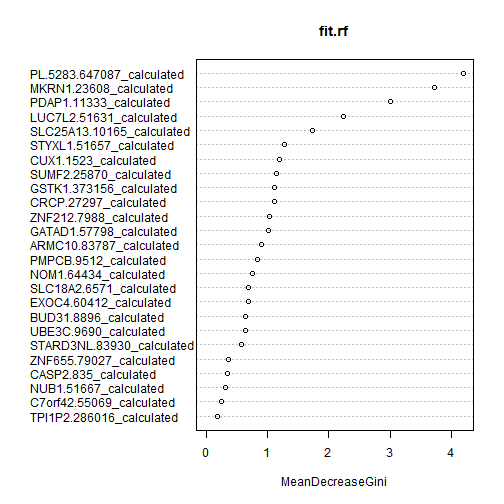 fit.rf
PL.5283.647087_calculated
MKRN1.23608_calculated
PDAP1.11333_calculated
LUC7L2.51631_calculated
SLC25A13.10165_calculated
STYXL1.51657_calculated
CUX1.1523_calculated
SUMF2.25870_calculated
GSTK1.373156_calculated
CRCP.27297_calculated
ZNF212.7988_calculated
GATAD1.57798_calculated
ARMC10.83787_calculated
PMPCB.9512_calculated
NOM1.64434_calculated
SLC18A2.6571_calculated
EXOC4.60412_calculated
BUD31.8896_calculated
UBE3C.9690_calculated
STARD3NL.83930_calculated
ZNF655.79027_calculated
CASP2.835_calculated
NUB1.51667_calculated
C7orf42.55069_calculated
TPI1P2.286016_calculated
0 1 2 3 4
MeanDecreaseGini